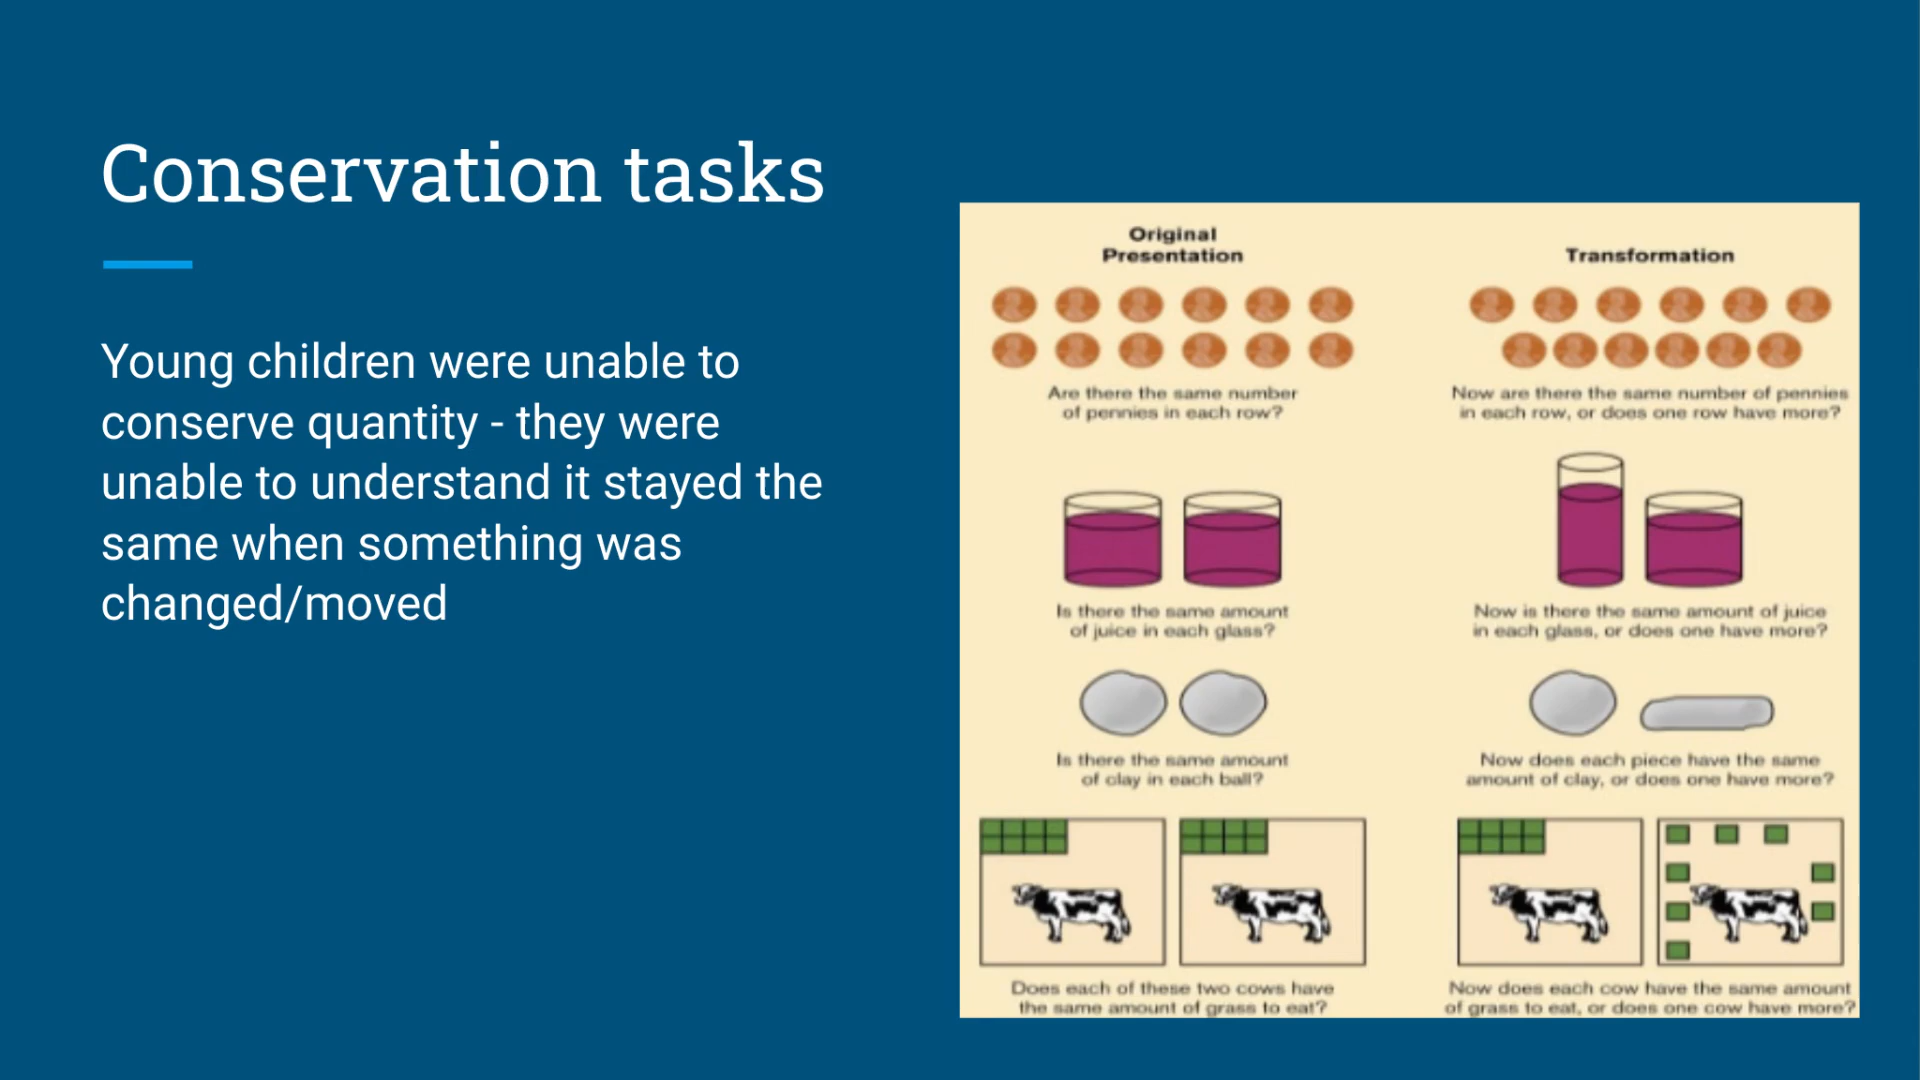 Conservation tasks
Young children were unable to
conserve quantity - they were
unable to understand it stayed the
same when something was
changed/moved
Original
Presentation
Transformation
Are there the same number
of pennies in each row?
Now are there the same number of pennies
in each row, or does one row have more?
Is there the same amount
of juice in each glass?
Now is there the same amount of juice
in each glass, or does one have more?
Is there the same amount
of clay in each ball?
Now does each piece have the same
amount of clay, or does one have more?
Does each of these two cows have
the same amount of grass to eat?
Now does each cow have the same amount
of grass to eat, or does one cow have more?